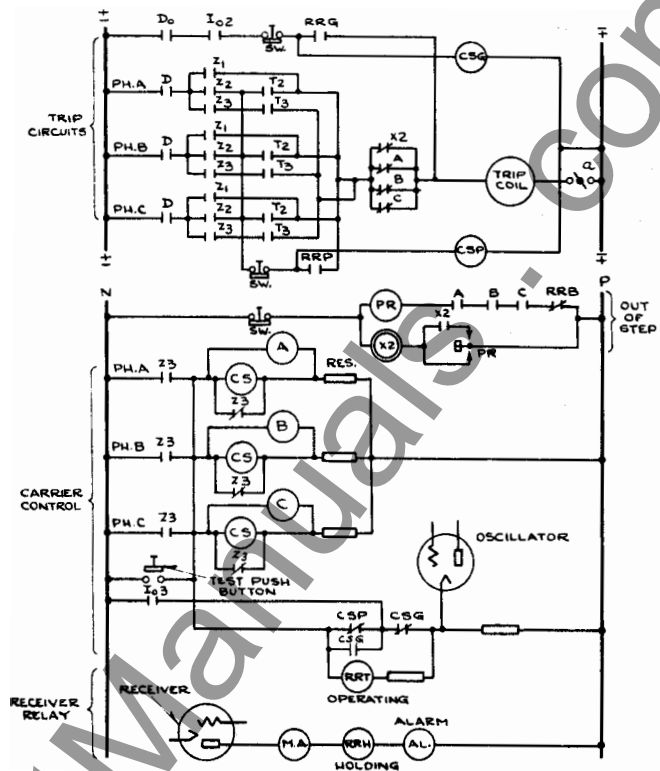 D0 I02 RRG
SW.
CSG
TRIP CIRCUITS
PH.A D Z1
Z2 T2
Z3 T3
X2
A
B
C
TRIP COIL
a
PH.B D Z1
Z2 T2
Z3 T3
PH.C D Z1
Z2 T2
Z3 T3
CSP
SW. RRP
N
P
SW.
PR A B C RRB
X2 X2
PR
OUT OF STEP
A
PH.A Z3 CS RES.
Z3
B
PH.B Z3 CS
Z3
CARRIER CONTROL
C
PH.C Z3 CS
Z3
OSCILLATOR
TEST PUSH BUTTON
I03
CSP CSG
CSG
RRT
OPERATING
RECEIVER RELAY
RECEIVER
ALARM
M.A RRH AL.
HOLDING
Manuals.com